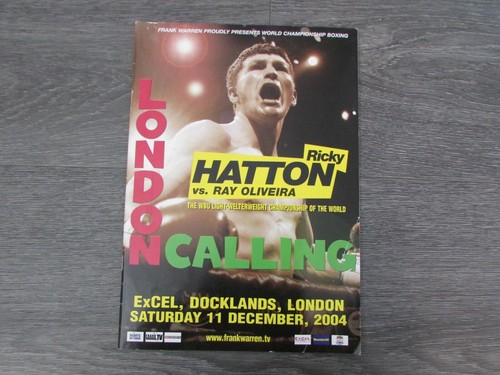 FRANK WARREN PROUDLY PRESENTS WORLD CHAMPIONSHIP BOXING
LONDON
CALLING
Ricky
HATTON
vs. RAY OLIVEIRA
THE WBU LIGHT-WELTERWEIGHT CHAMPIONSHIP OF THE WORLD
ExCEL, DOCKLANDS, LONDON
SATURDAY 11 DECEMBER, 2004
www.frankwarren.tv